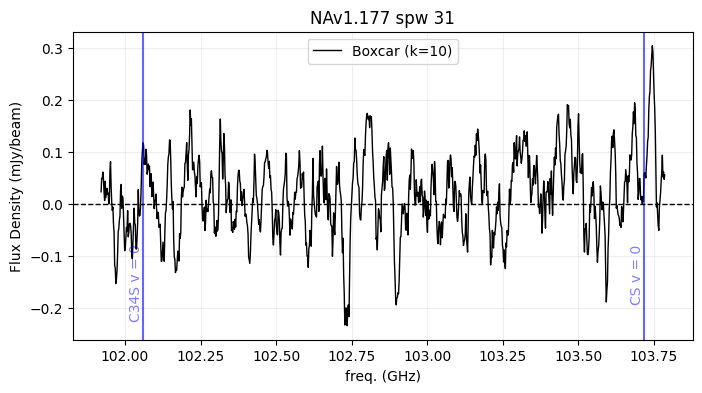 NAv1.177 spw 31
Boxcar (k=10)
Flux Density (mJy/beam)
0.3
0.2
0.1
0.0
−0.1
−0.2
C34S v = 0
CS v = 0
102.00
102.25
102.50
102.75
103.00
103.25
103.50
103.75
freq. (GHz)